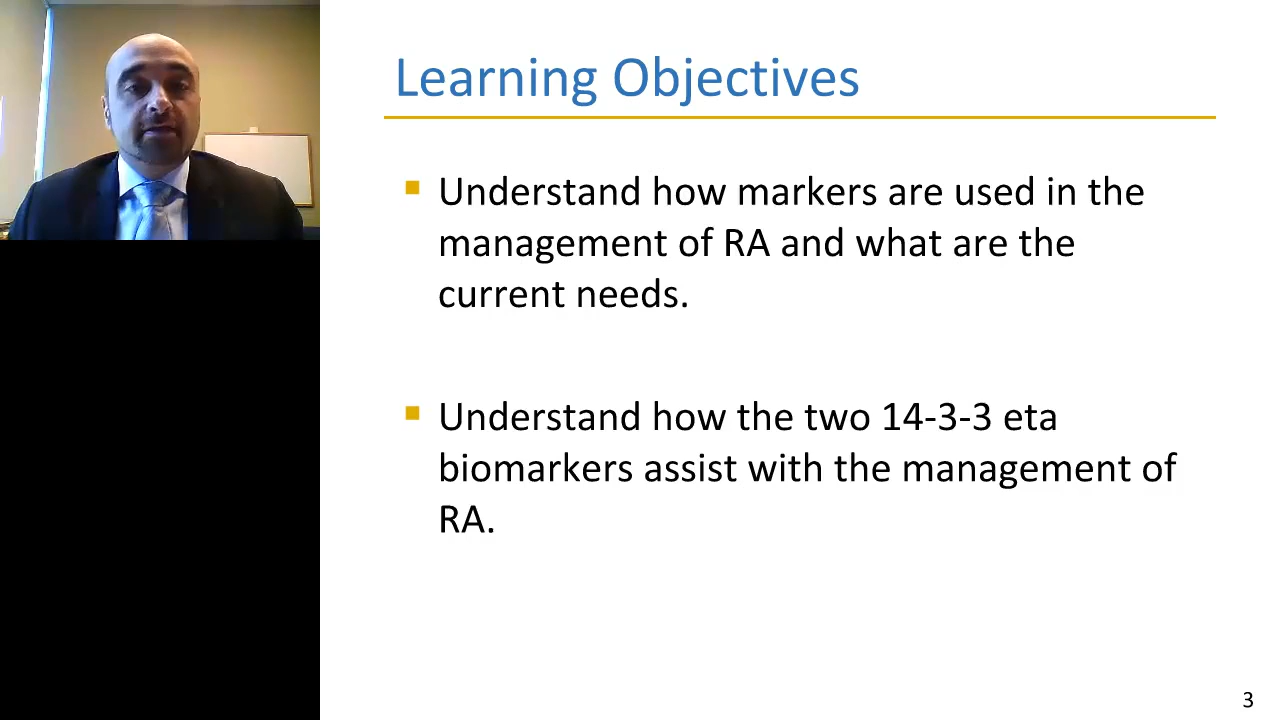 Learning Objectives
Understand how markers are used in the
management of RA and what are the
current needs.
Understand how the two 14-3-3 eta
biomarkers assist with the management of
RA.
3